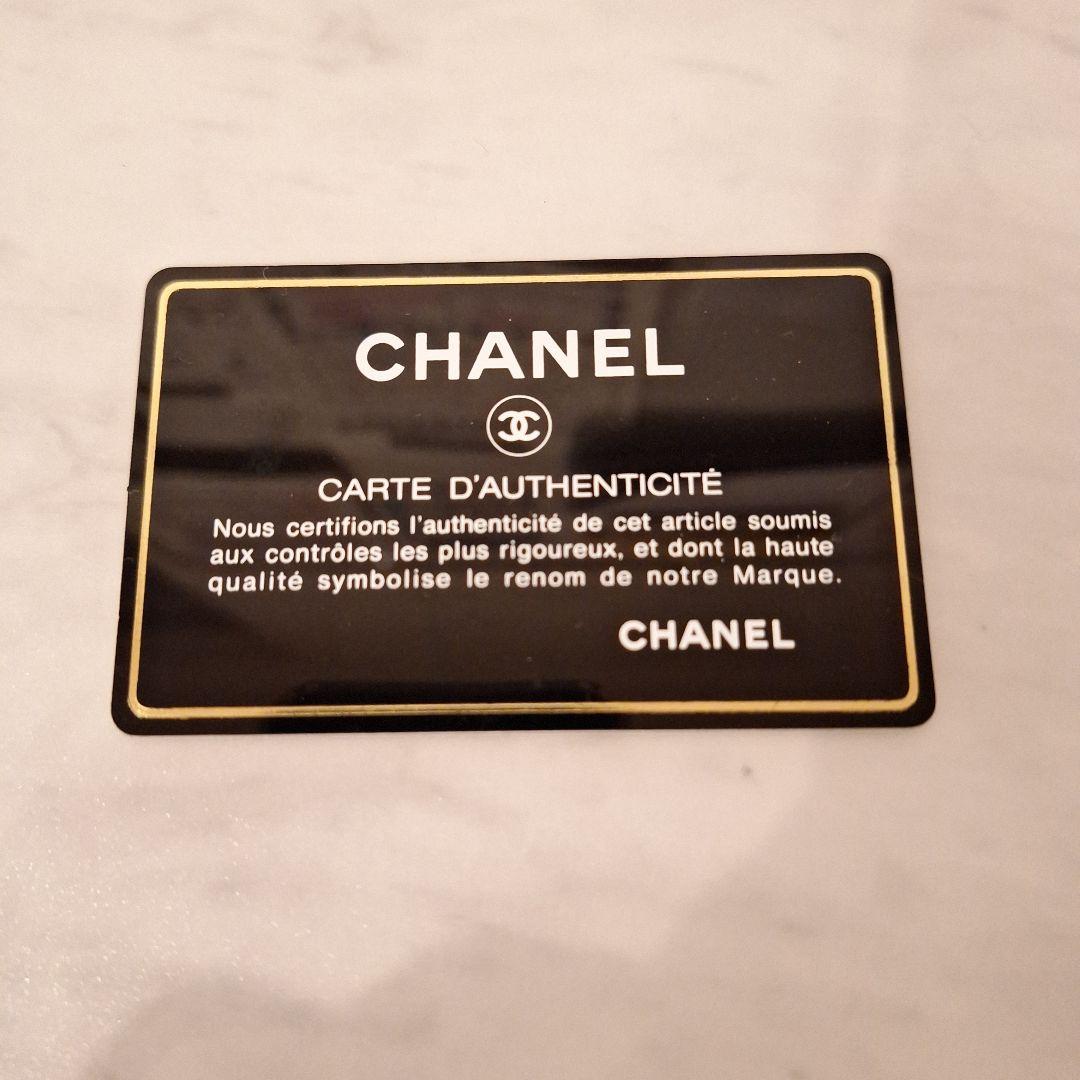 CHANEL
CARTE D'AUTHENTICITÉ
Nous certifions l'authenticité de cet article soumis
aux contrôles les plus rigoureux, et dont la haute
qualité symbolise le renom de notre Marque.
CHANEL